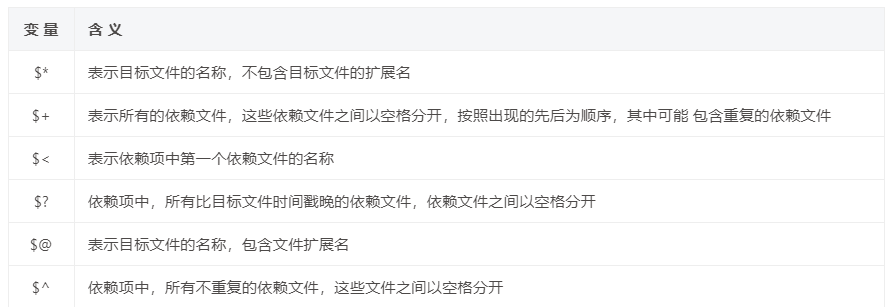 变 量 含 义
$* 表示目标文件的名称，不包含目标文件的扩展名
$+ 表示所有的依赖文件，这些依赖文件之间以空格分开，按照出现的先后为顺序，其中可能 包含重复的依赖文件
$< 表示依赖项中第一个依赖文件的名称
$? 依赖项中，所有比目标文件时间戳晚的依赖文件，依赖文件之间以空格分开
$@ 表示目标文件的名称，包含文件扩展名
$^ 依赖项中，所有不重复的依赖文件，这些文件之间以空格分开